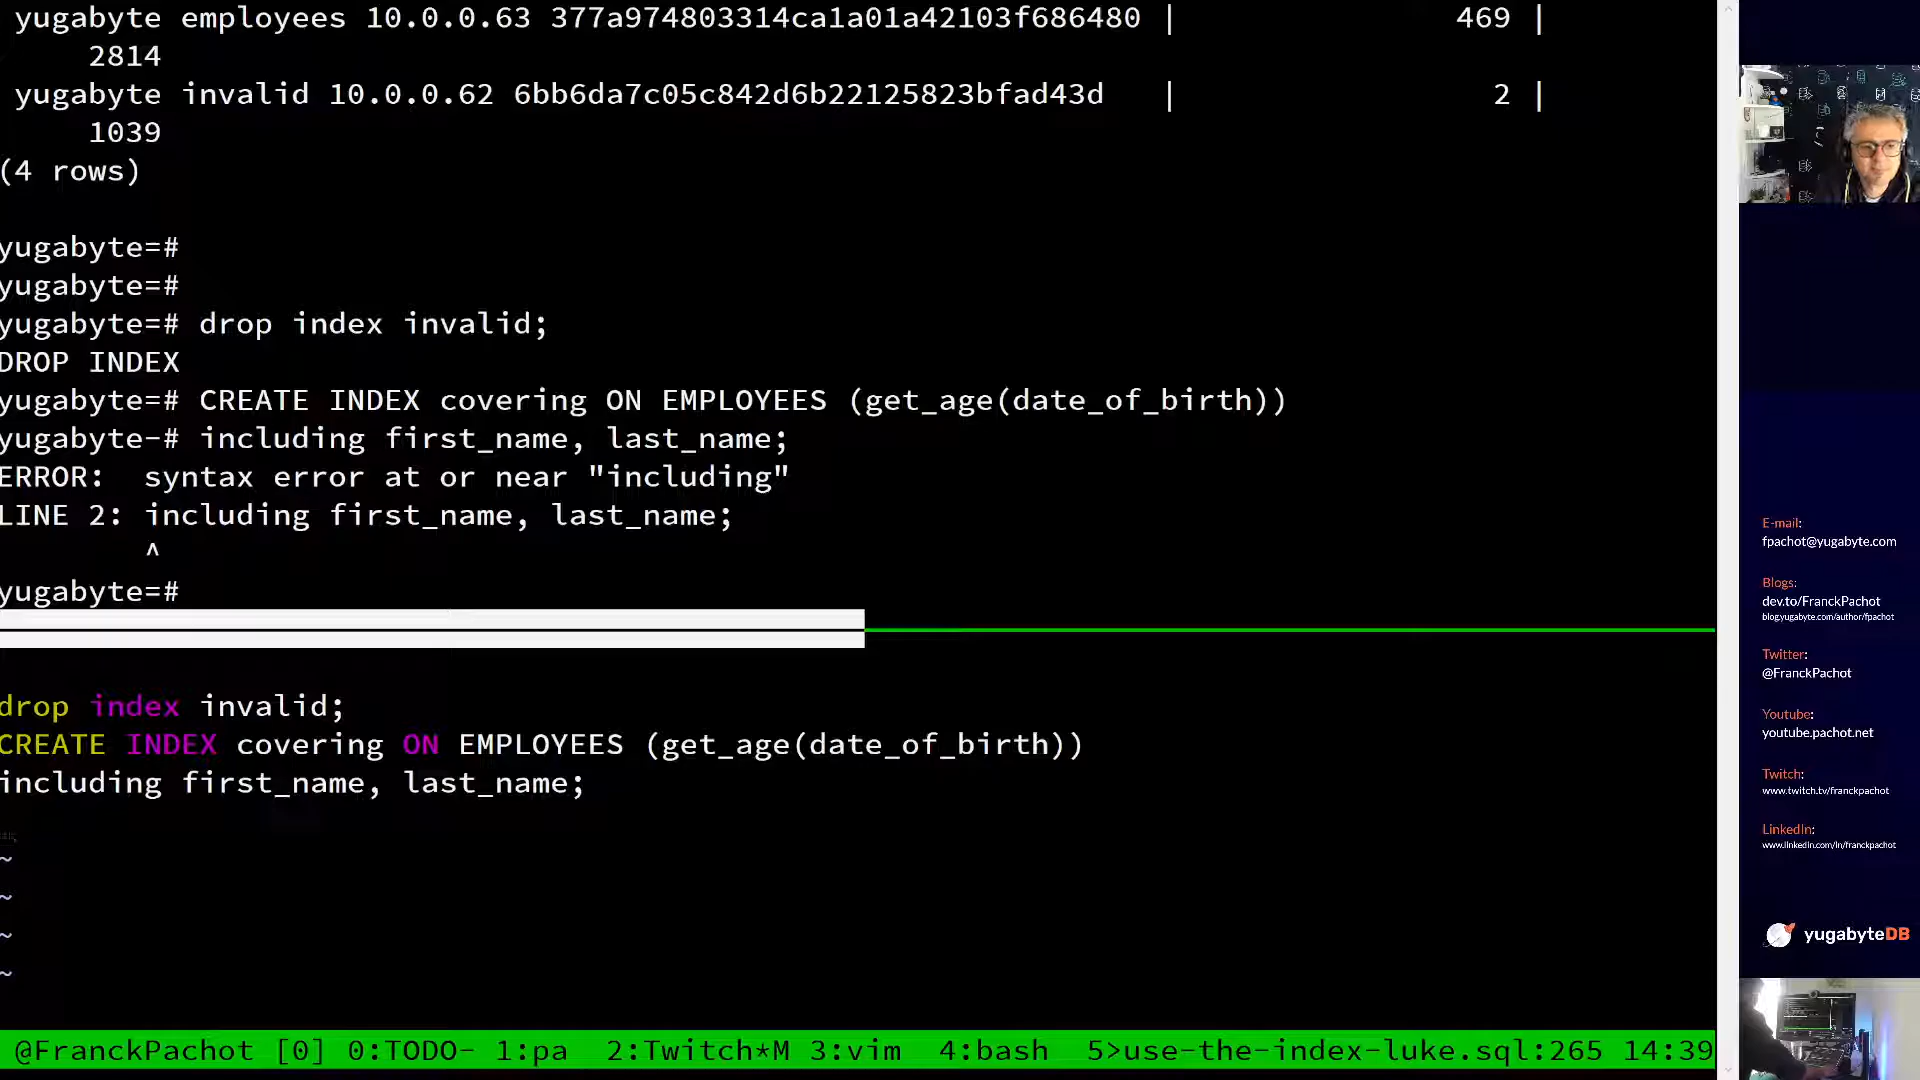 yugabyte employees 10.0.0.63 377a974803314ca1a01a42103f686480 | 469 |
2814
yugabyte invalid 10.0.0.62 6bb6da7c05c842d6b22125823bfad43d | 2 |
1039
(4 rows)
yugabyte=#
yugabyte=#
yugabyte=# drop index invalid;
DROP INDEX
yugabyte=# CREATE INDEX covering ON EMPLOYEES (get_age(date_of_birth))
yugabyte-# including first_name, last_name;
ERROR:  syntax error at or near "including"
LINE 2: including first_name, last_name;
^
yugabyte=#
drop index invalid;
CREATE INDEX covering ON EMPLOYEES (get_age(date_of_birth))
including first_name, last_name;
~
~
~
~
@FranckPachot [0] 0:TODO- 1:pa  2:Twitch*M 3:vim  4:bash  5>use-the-index-luke.sql:265 14:39
E-mail:
fpachot@yugabyte.com
Blogs:
dev.to/FranckPachot
blog.yugabyte.com/author/fpachot
Twitter:
@FranckPachot
Youtube:
youtube.pachot.net
Twitch:
www.twitch.tv/franckpachot
LinkedIn:
www.linkedin.com/in/franckpachot
yugabyteDB